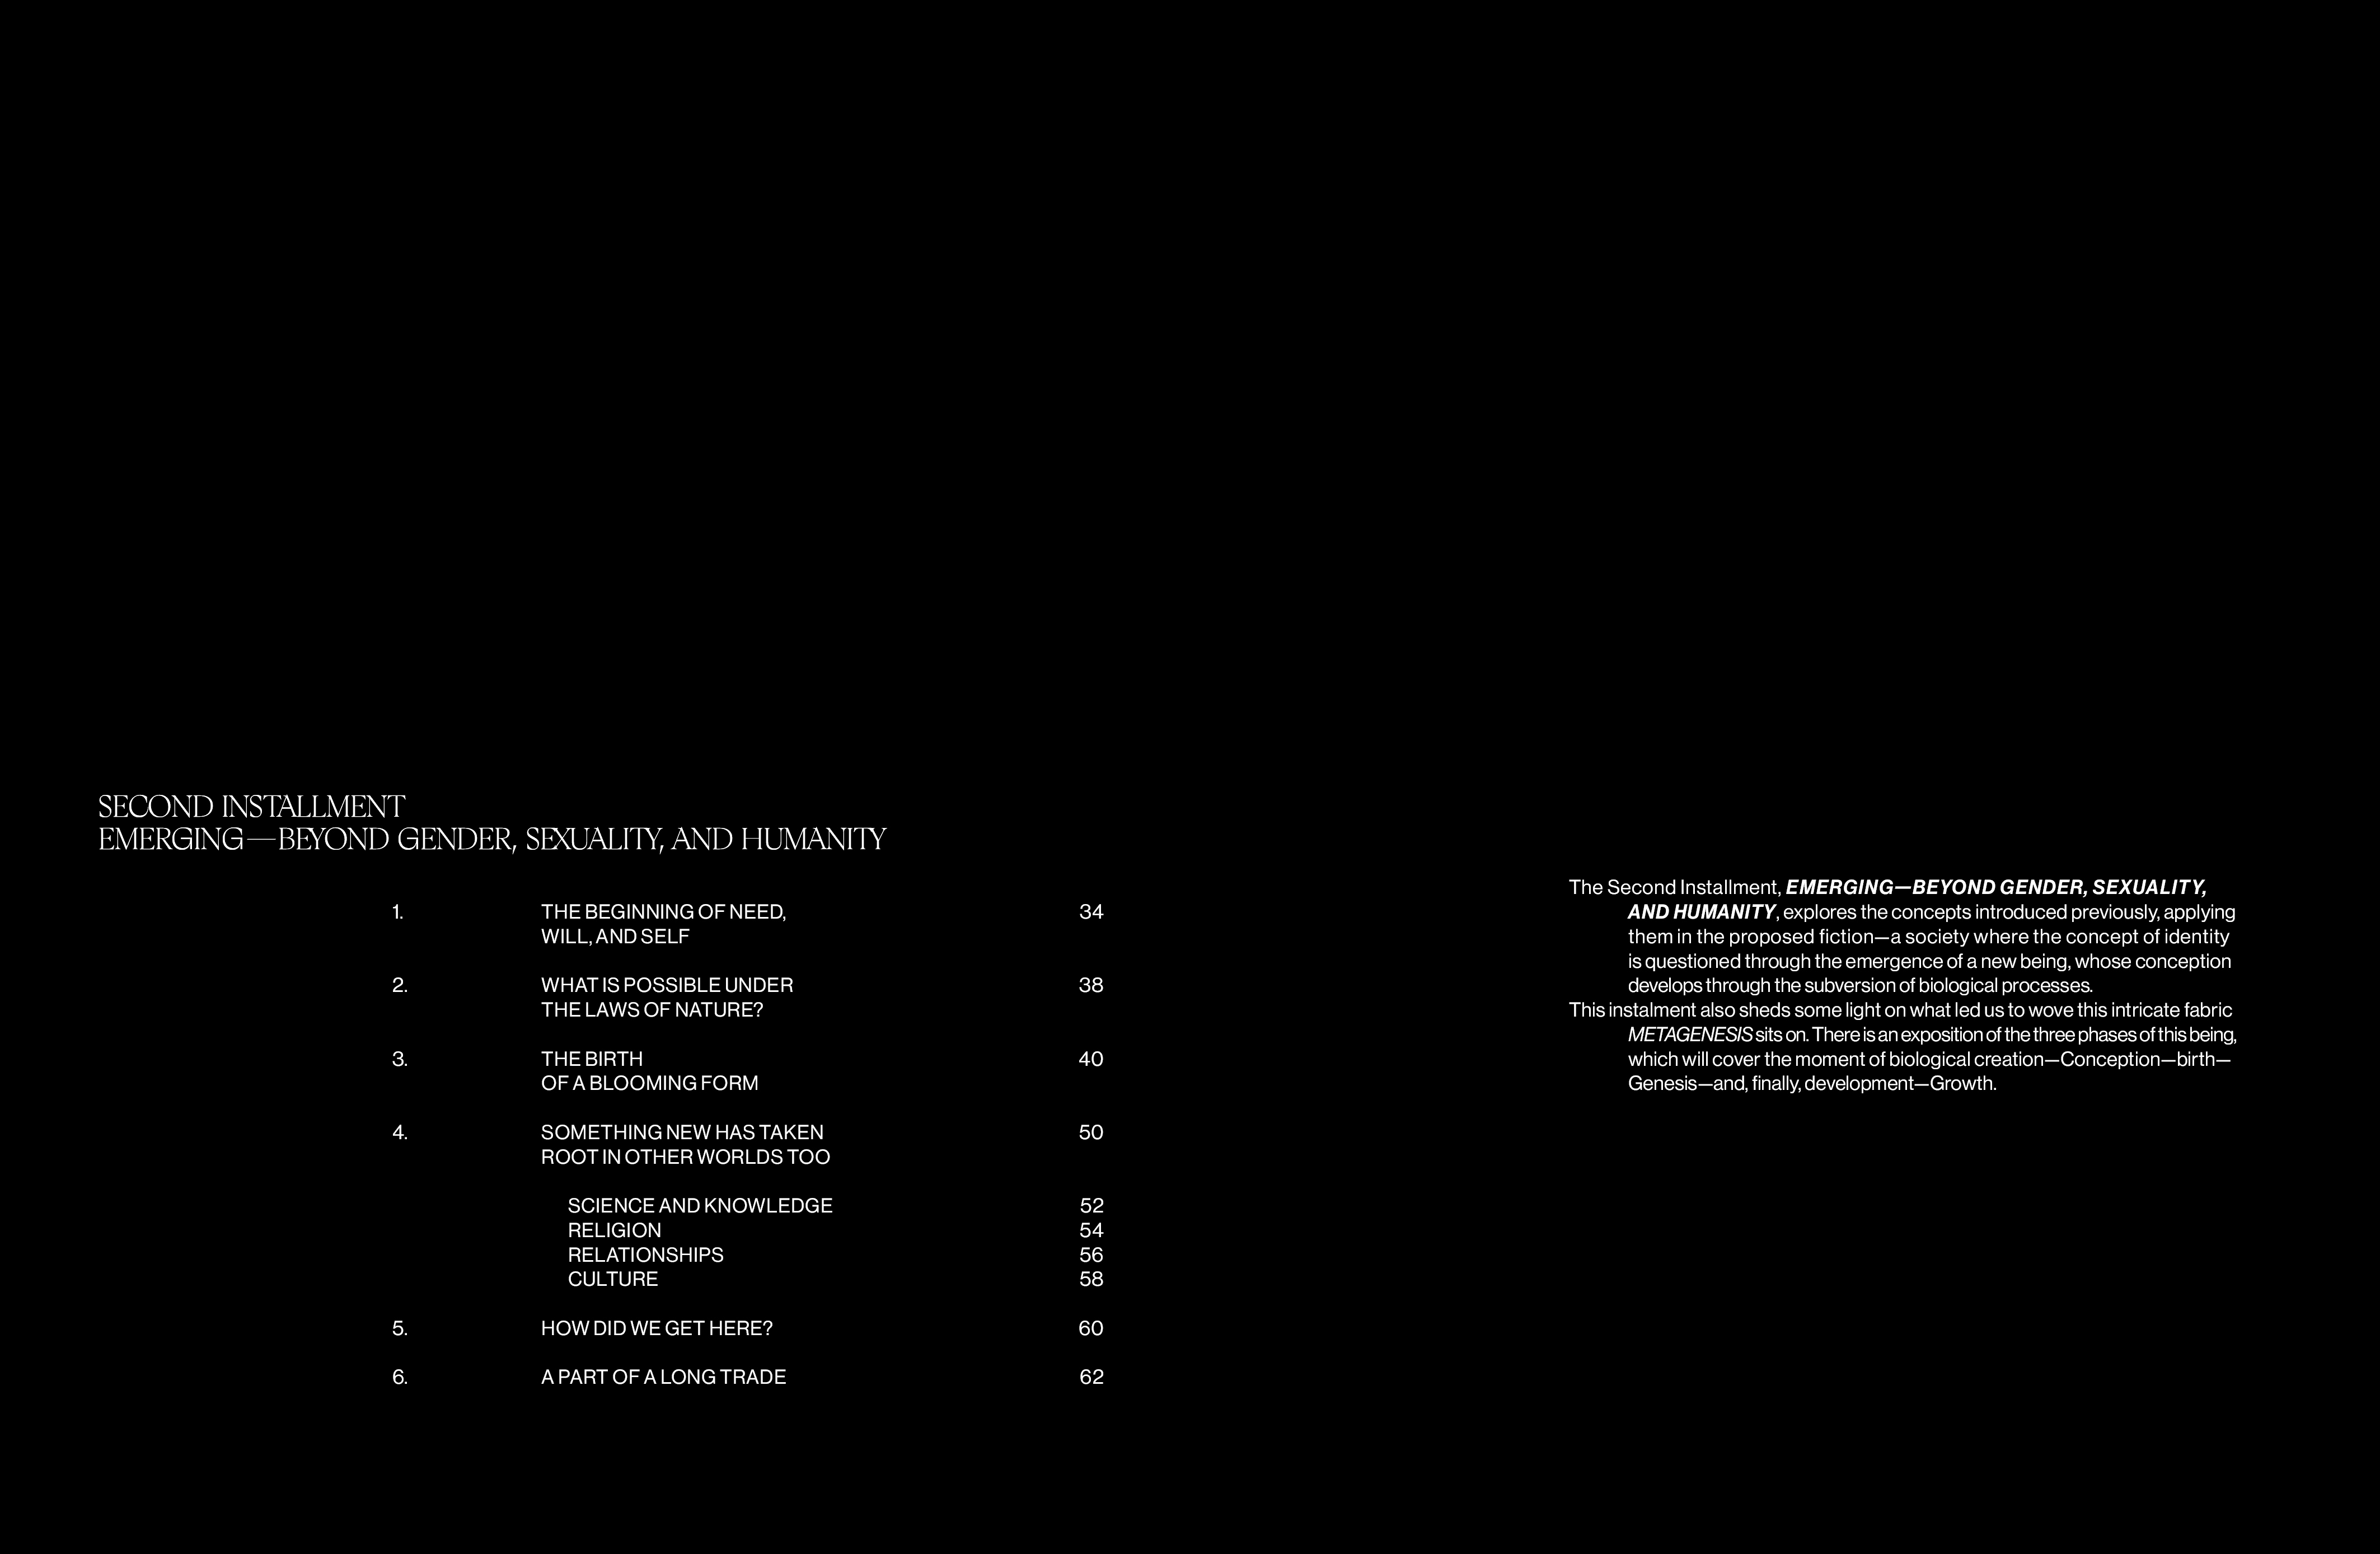 SECOND INSTALLMENT
EMERGING—BEYOND GENDER, SEXUALITY, AND HUMANITY
1. THE BEGINNING OF NEED, 34
WILL, AND SELF
2. WHAT IS POSSIBLE UNDER 38
THE LAWS OF NATURE?
3. THE BIRTH 40
OF A BLOOMING FORM
4. SOMETHING NEW HAS TAKEN 50
ROOT IN OTHER WORLDS TOO
SCIENCE AND KNOWLEDGE 52
RELIGION 54
RELATIONSHIPS 56
CULTURE 58
5. HOW DID WE GET HERE? 60
6. A PART OF A LONG TRADE 62
The Second Installment, EMERGING—BEYOND GENDER, SEXUALITY,
AND HUMANITY, explores the concepts introduced previously, applying
them in the proposed fiction—a society where the concept of identity
is questioned through the emergence of a new being, whose conception
develops through the subversion of biological processes.
This instalment also sheds some light on what led us to wove this intricate fabric
METAGENESIS sits on. There is an exposition of the three phases of this being,
which will cover the moment of biological creation—Conception—birth—
Genesis—and, finally, development—Growth.